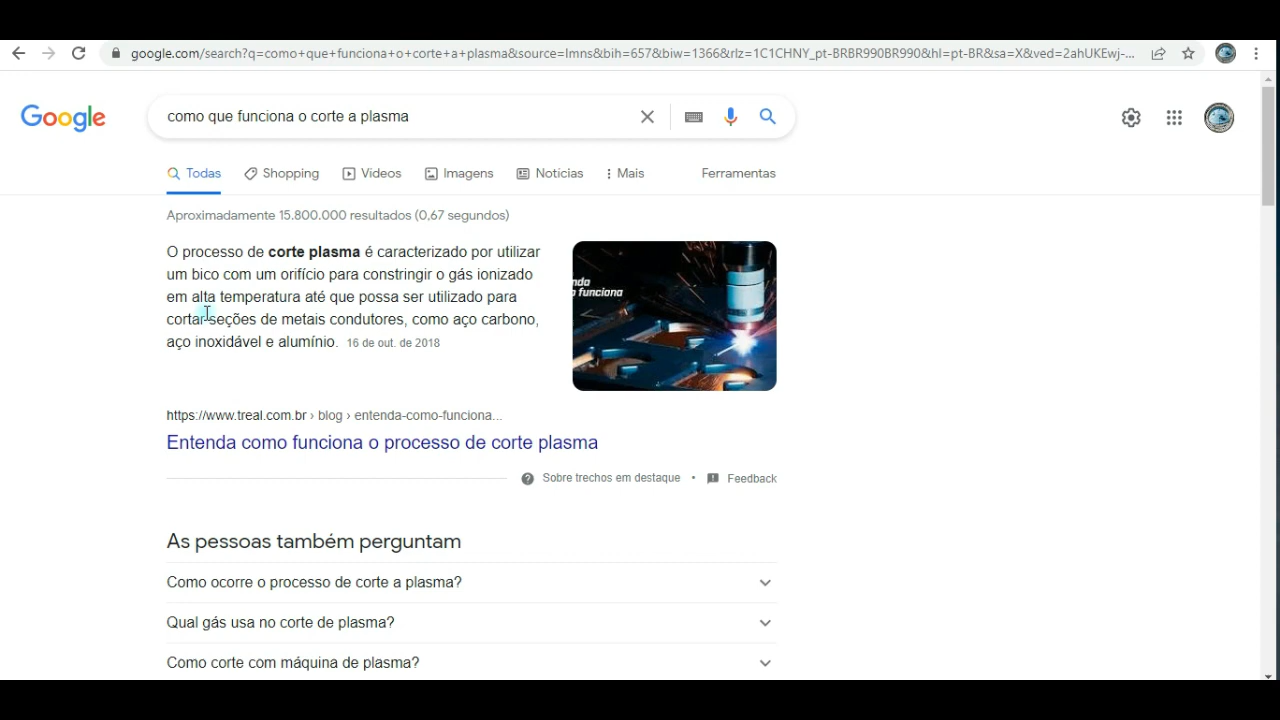 google.com/search?q=como+que+funciona+o+corte+a+plasma&source=lmns&bih=657&biw=1366&rlz=1C1CHNY_pt-BRBR990BR990&hl=pt-BR&sa=X&ved=2ahUKEwj-...
Google
como que funciona o corte a plasma
Todas Shopping Vídeos Imagens Notícias Mais Ferramentas
Aproximadamente 15.800.000 resultados (0,67 segundos)
O processo de corte plasma é caracterizado por utilizar
um bico com um orifício para constringir o gás ionizado
em alta temperatura até que possa ser utilizado para
cortar seções de metais condutores, como aço carbono,
aço inoxidável e alumínio. 16 de out. de 2018
nda
o funciona
https://www.treal.com.br › blog › entenda-como-funciona...
Entenda como funciona o processo de corte plasma
Sobre trechos em destaque • Feedback
As pessoas também perguntam
Como ocorre o processo de corte a plasma?
Qual gás usa no corte de plasma?
Como corte com máquina de plasma?